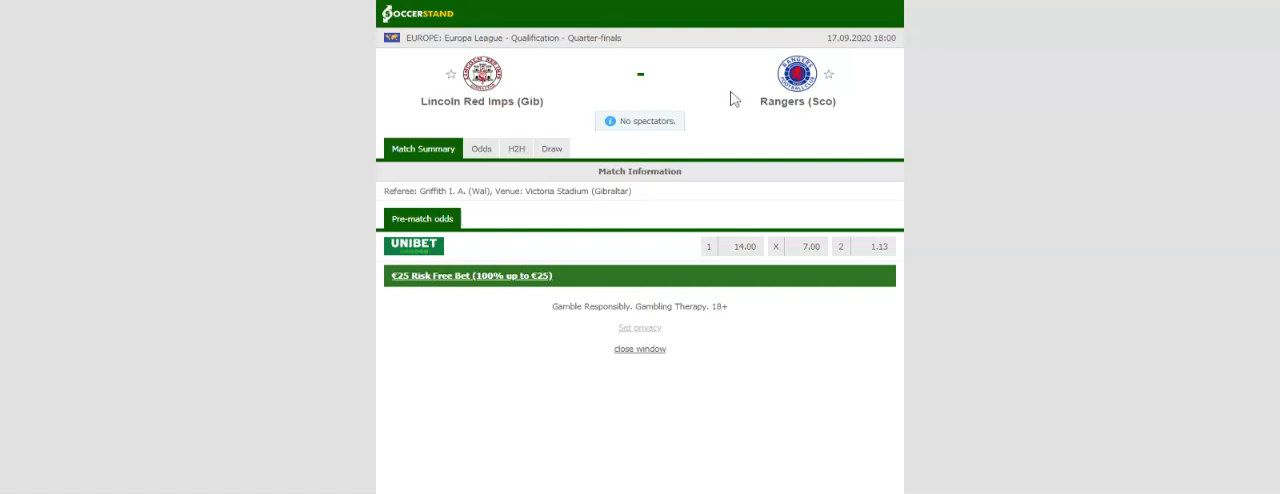 SOCCERSTAND
EUROPE: Europa League - Qualification - Quarter-finals 17.09.2020 18:00
Lincoln Red Imps (Gib) - Rangers (Sco)
No spectators.
Match Summary Odds H2H Draw
Match Information
Referee: Griffith I. A. (Wal), Venue: Victoria Stadium (Gibraltar)
Pre-match odds
UNIBET 1 14.00 X 7.00 2 1.13
€25 Risk Free Bet (100% up to €25)
Gamble Responsibly. Gambling Therapy. 18+
Set privacy
close window